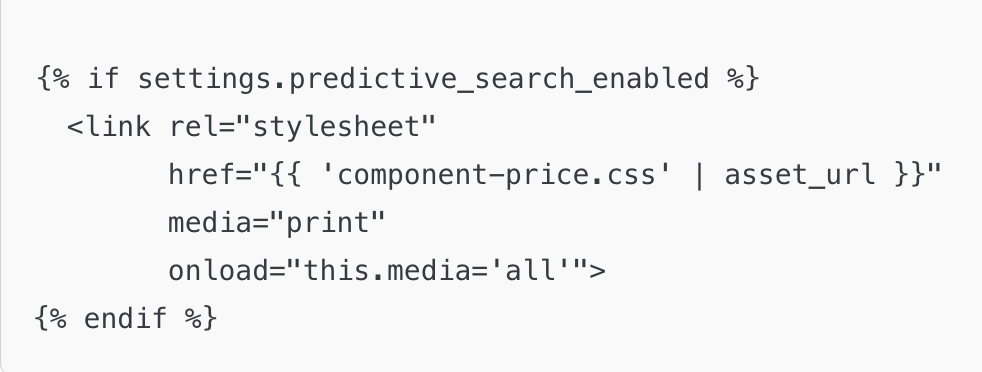 {% if settings.predictive_search_enabled %}
  <link rel="stylesheet"
        href="{{ 'component-price.css' | asset_url }}"
        media="print"
        onload="this.media='all'">
{% endif %}